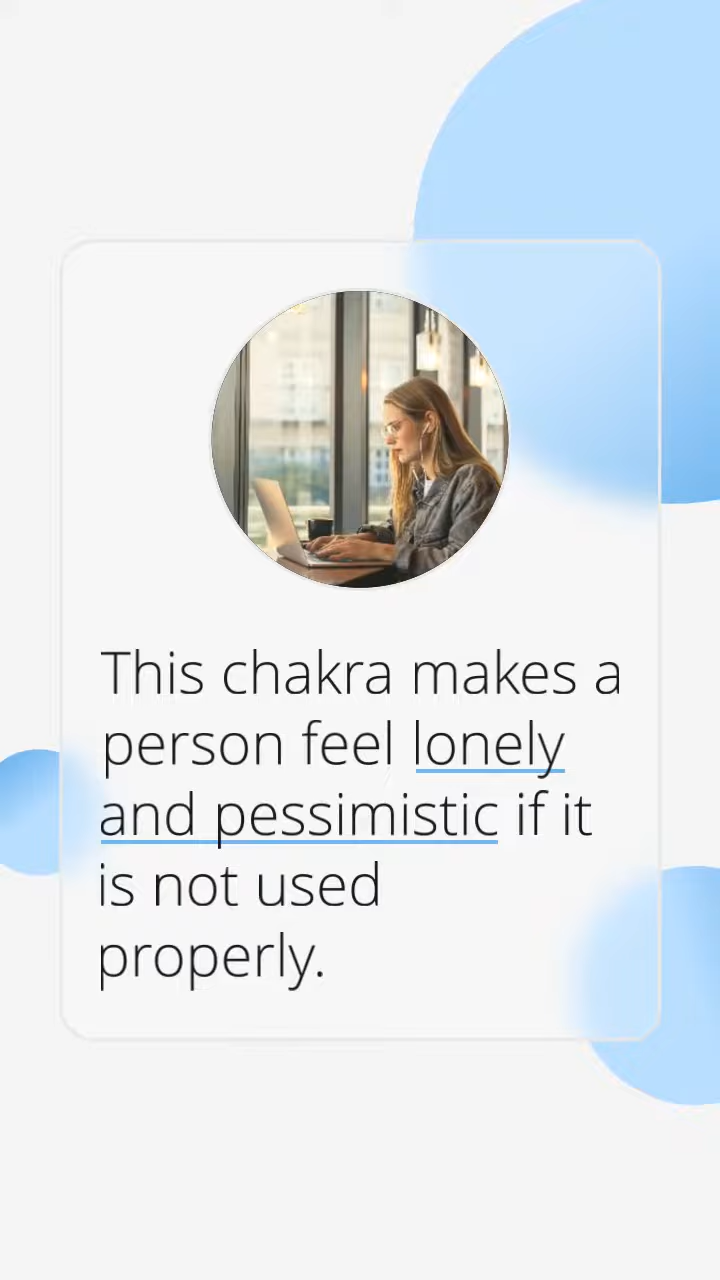 This chakra makes a
person feel lonely
and pessimistic if it
is not used
properly.